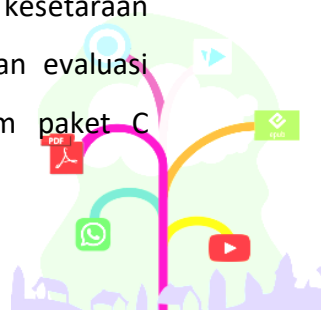 kesetaraan
an evaluasi
m paket C
PDF
epub